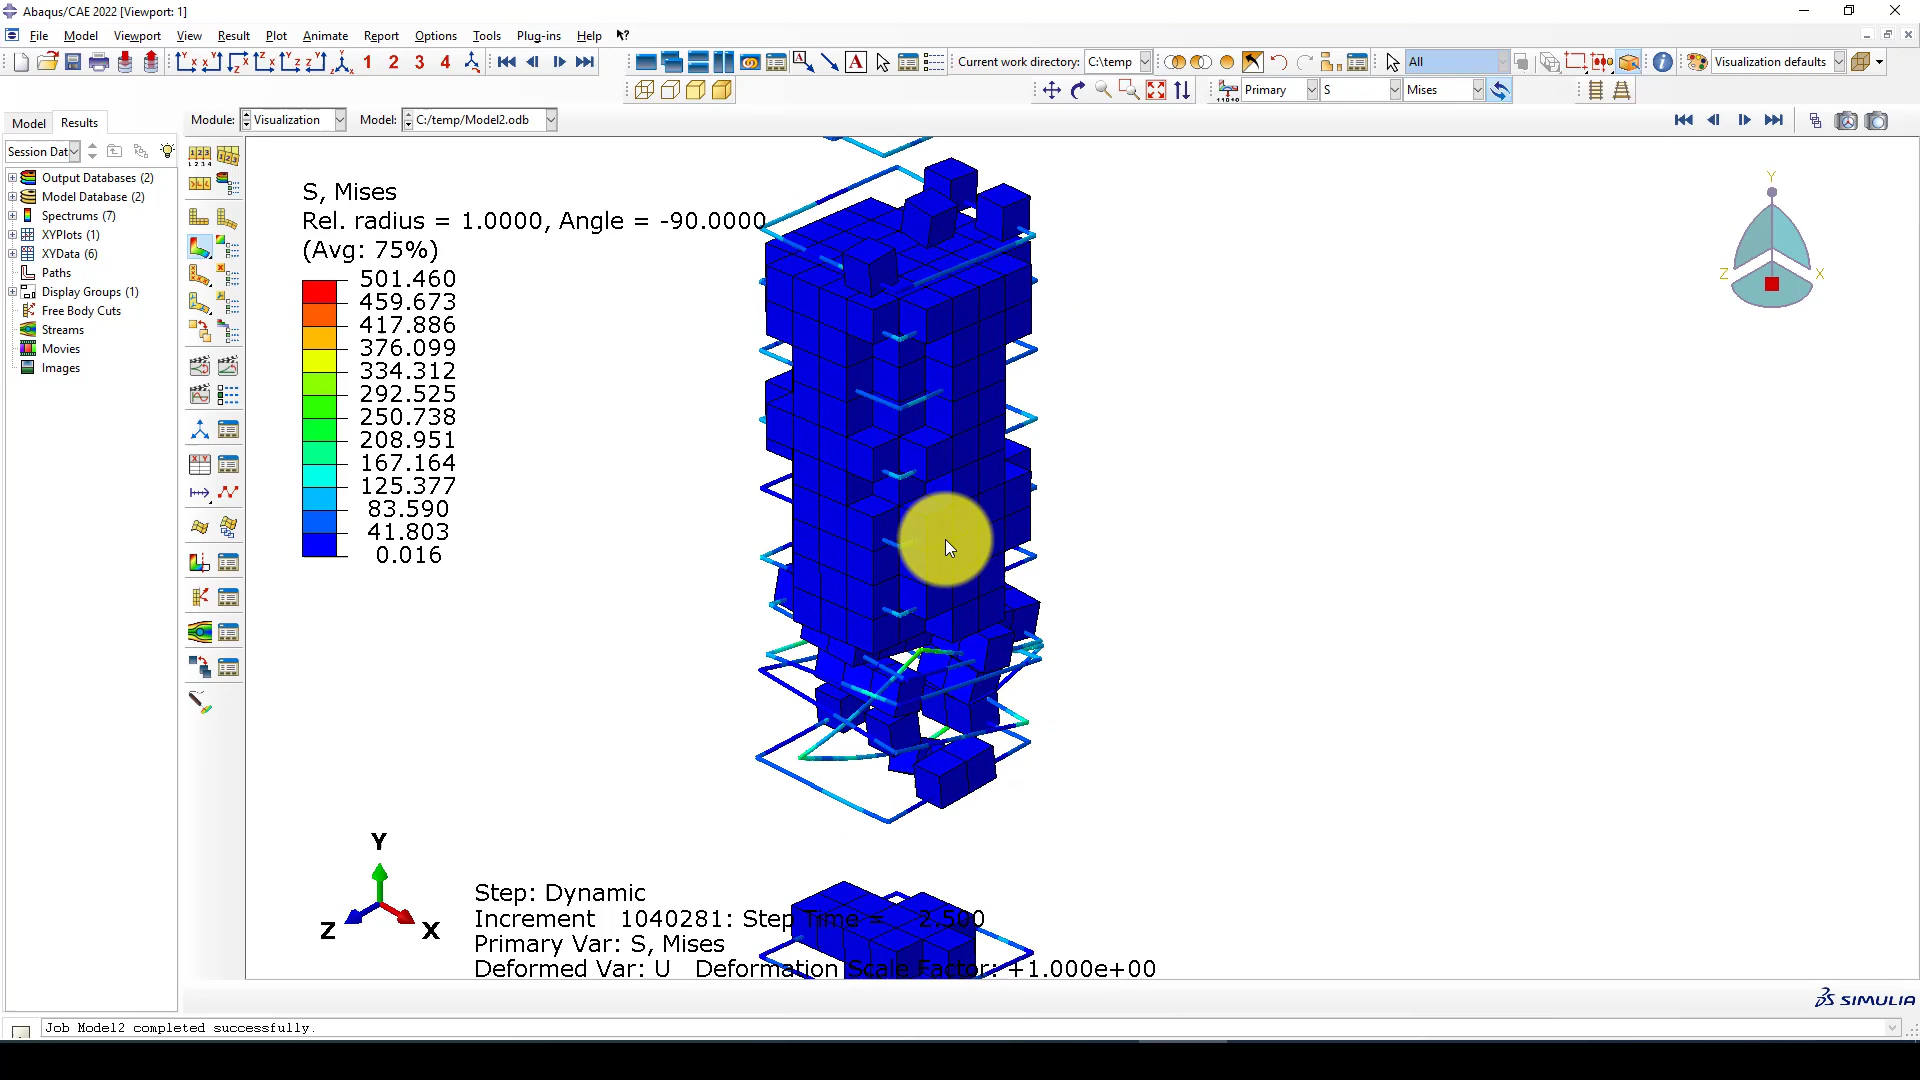 Abaqus/CAE 2022 [Viewport: 1]
File Model Viewport View Result Plot Animate Report Options Tools Plug-ins Help
1 2 3 4
Current work directory: C:\temp
All
Visualization defaults
Primary S Mises
Model Results
Module: Visualization Model: C:/temp/Model2.odb
Session Dat
Output Databases (2)
Model Database (2)
Spectrums (7)
XYPlots (1)
XYData (6)
Paths
Display Groups (1)
Free Body Cuts
Streams
Movies
Images
S, Mises
Rel. radius = 1.0000, Angle = -90.0000
(Avg: 75%)
501.460
459.673
417.886
376.099
334.312
292.525
250.738
208.951
167.164
125.377
83.590
41.803
0.016
Y
Z X
Y
Z X
Step: Dynamic
Increment 1040281: Step Time = 2.500
Primary Var: S, Mises
Deformed Var: U Deformation Scale Factor: +1.000e+00
SIMULIA
Job Model2 completed successfully.